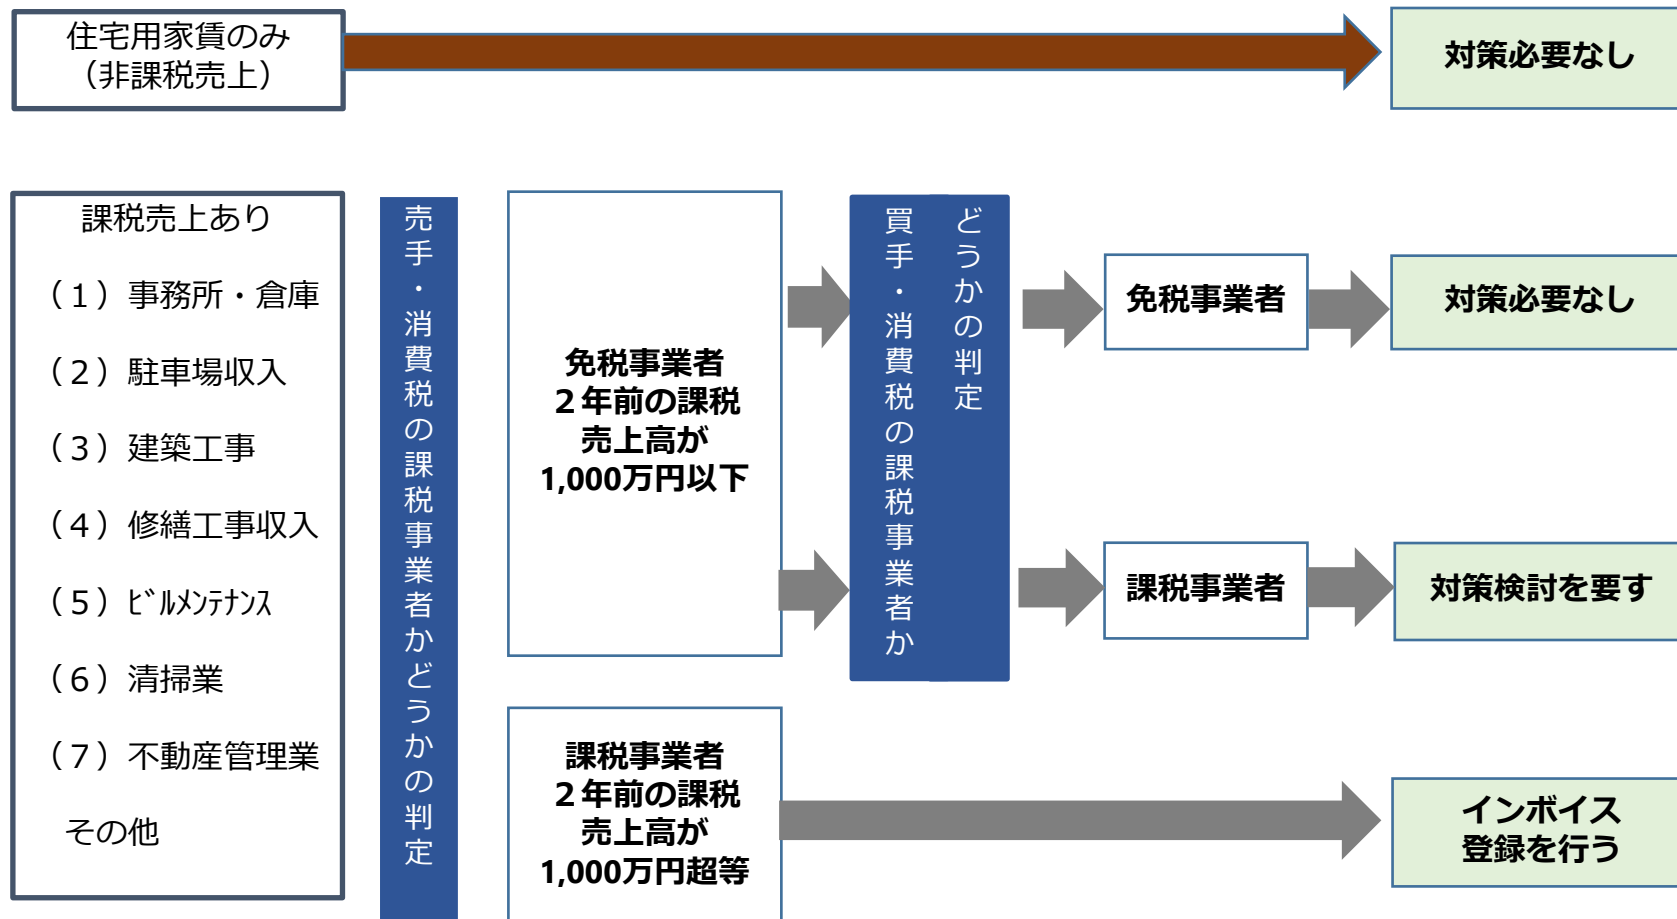 住宅用家賃のみ
（非課税売上）
対策必要なし
課税売上あり
（１）事務所・倉庫
（２）駐車場収入
（３）建築工事
（４）修繕工事収入
（５）ﾋﾞﾙﾒﾝﾃﾅﾝｽ
（６）清掃業
（７）不動産管理業
その他
売手・消費税の課税事業者かどうかの判定
免税事業者
２年前の課税
売上高が
1,000万円以下
買手・消費税の課税事業者か
どうかの判定
免税事業者
対策必要なし
課税事業者
対策検討を要す
課税事業者
２年前の課税
売上高が
1,000万円超等
インボイス
登録を行う